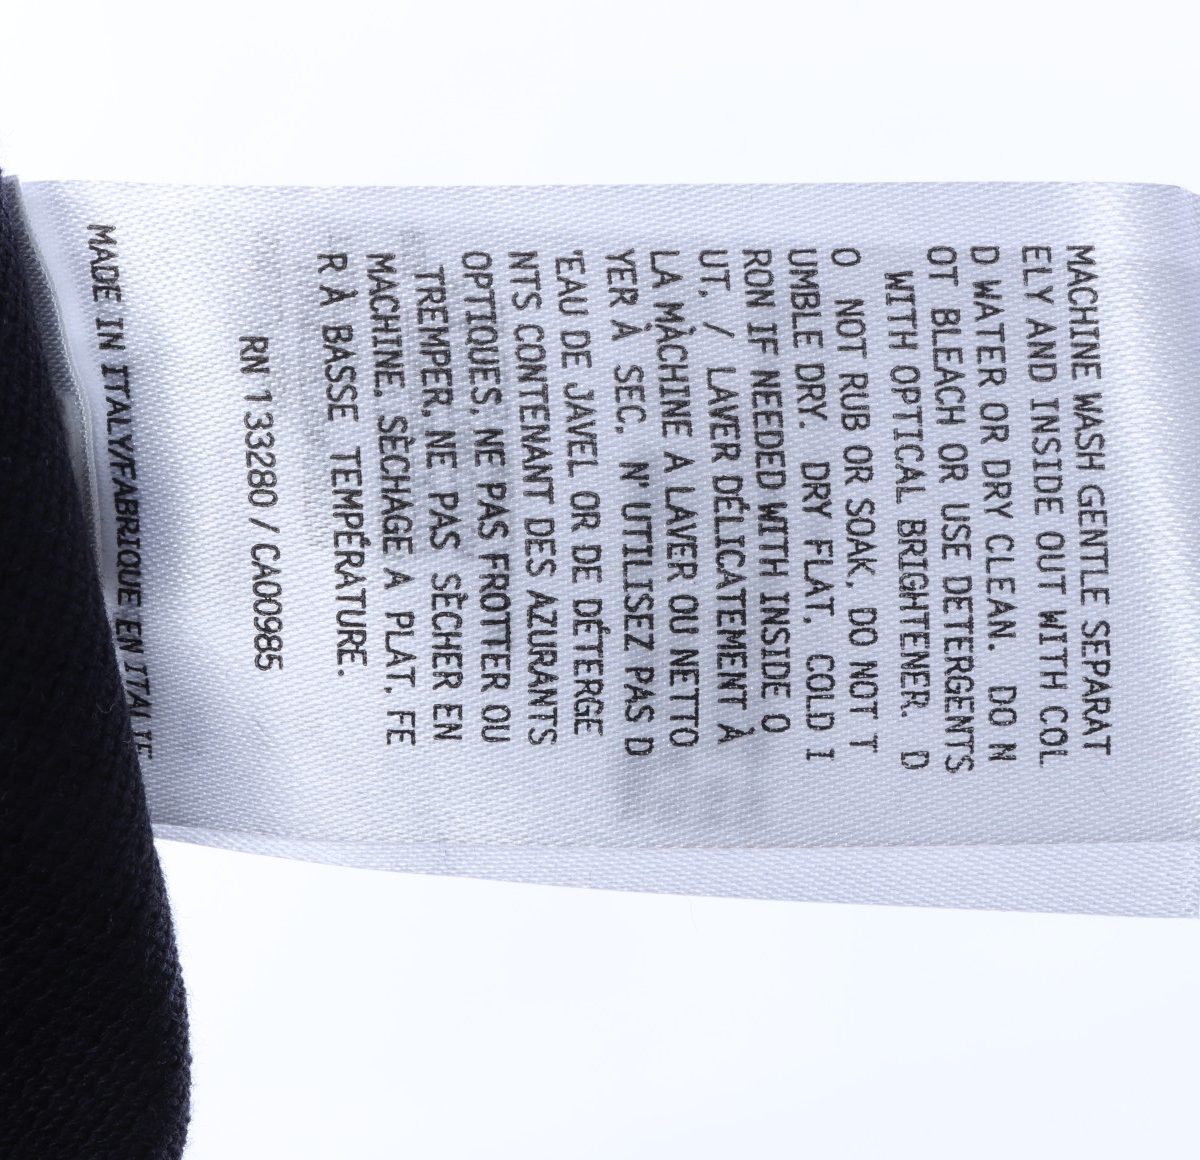 MACHINE WASH GENTLE SEPARAT
ELY AND INSIDE OUT WITH COL
D WATER OR DRY CLEAN. DO N
OT BLEACH OR USE DETERGENTS
WITH OPTICAL BRIGHTENER. D
O NOT RUB OR SOAK. DO NOT T
UMBLE DRY. DRY FLAT. COLD I
RON IF NEEDED WITH INSIDE O
UT. / LAVER DÉLICATEMENT À
LA MÀCHINE A LAVER OU NETTO
YER À SEC. N'UTILISEZ PAS D
'EAU DE JAVEL OR DE DÉTERGE
NTS CONTENANT DES AZURANTS
OPTIQUES. NE PAS FROTTER OU
TREMPER. NE PAS SÈCHER EN
MACHINE. SÈCHAGE A PLAT. FE
R À BASSE TEMPÉRATURE.
RN 133280 / CA00985
MADE IN ITALY/FABRIQUE EN ITALIE